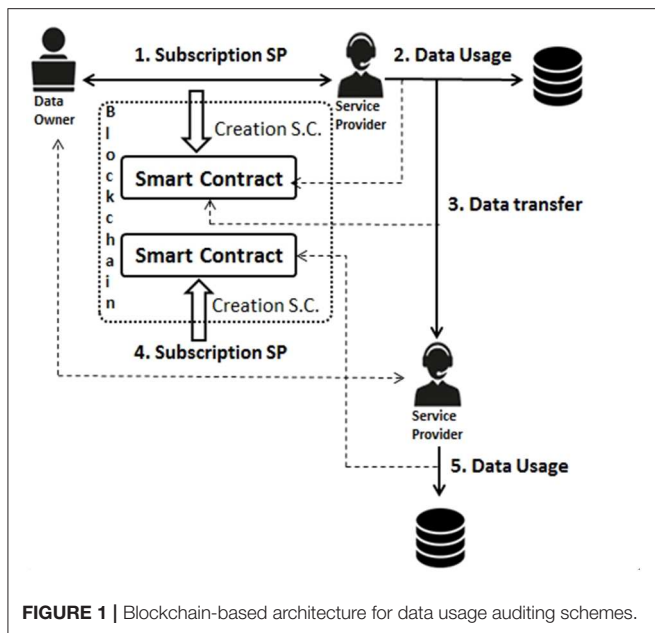 1. Subscription SP
2. Data Usage
Data
Owner
Service
Provider
Blockchain
Creation S.C.
Smart Contract
3. Data transfer
Smart Contract
Creation S.C.
4. Subscription SP
Service
Provider
5. Data Usage
FIGURE 1 | Blockchain-based architecture for data usage auditing schemes.